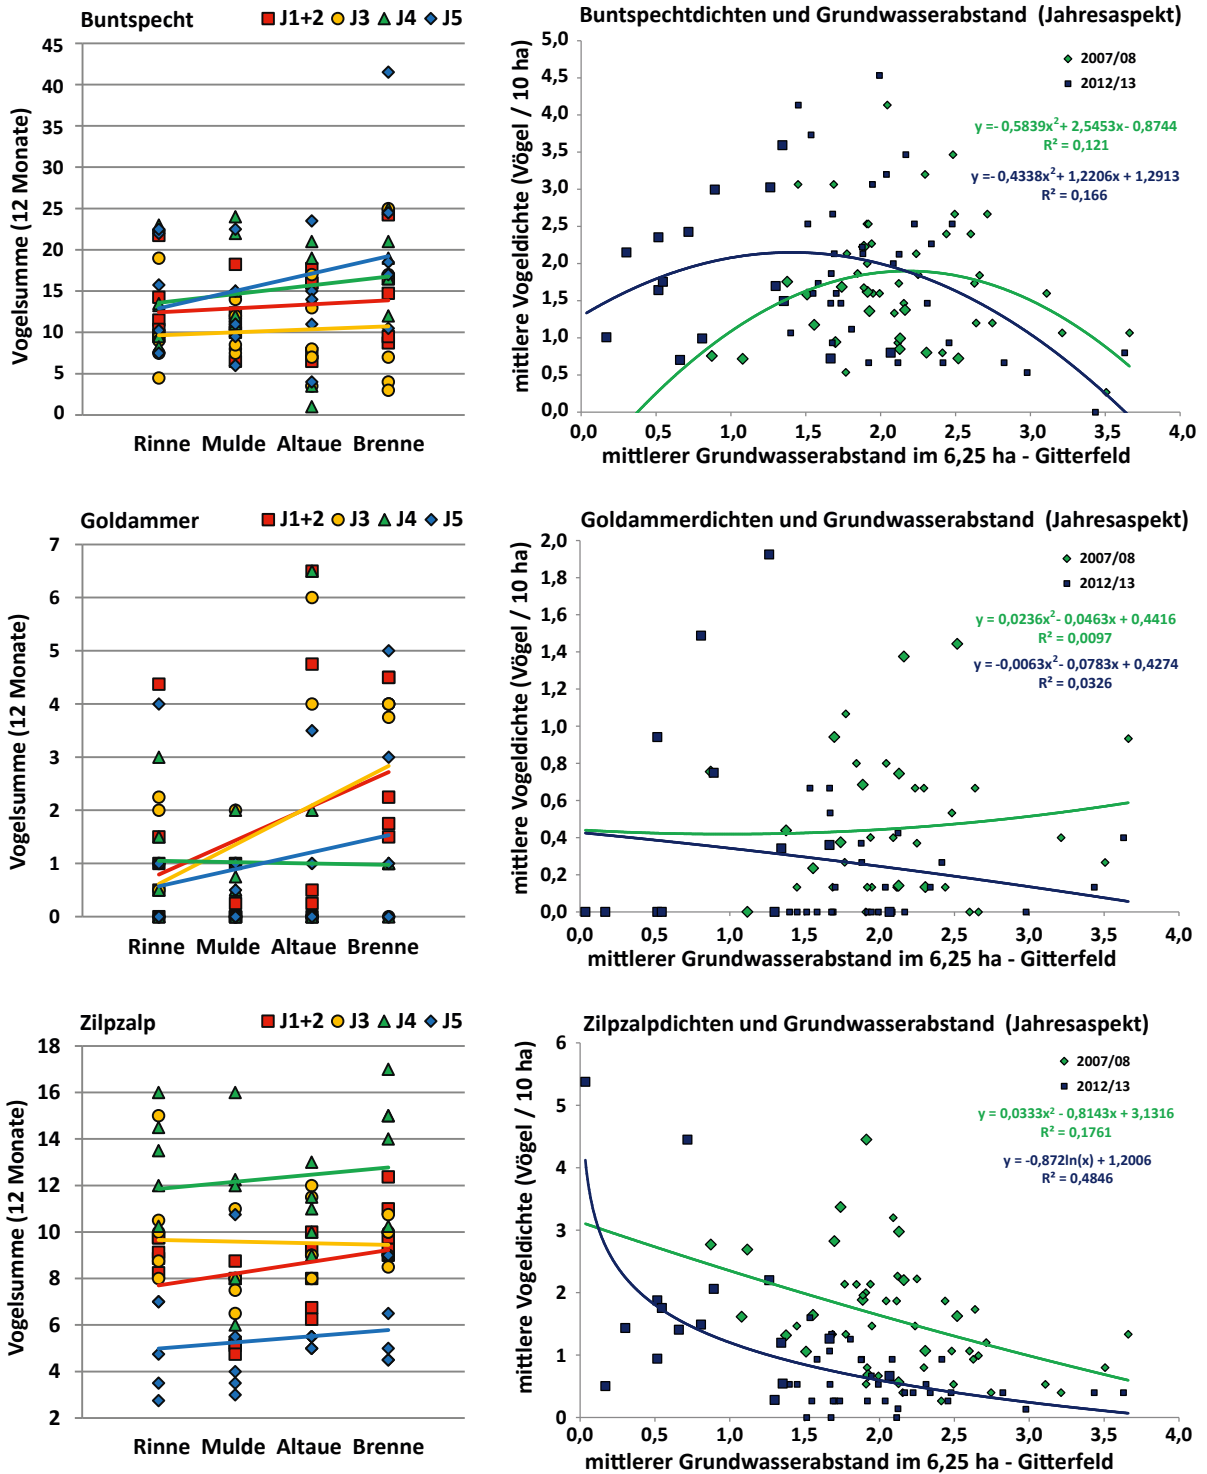 Buntspecht J1+2 J3 J4 J5
Vogelsumme (12 Monate)
45
40
35
30
25
20
15
10
5
0
Rinne Mulde Altaue Brenne
Buntspechtdichten und Grundwasserabstand (Jahresaspekt)
mittlere Vogeldichte (Vögel / 10 ha)
5,0
4,5
4,0
3,5
3,0
2,5
2,0
1,5
1,0
0,5
0,0
2007/08
2012/13
y =- 0,5839x²+ 2,5453x- 0,8744
R² = 0,121
y =- 0,4338x²+ 1,2206x + 1,2913
R² = 0,166
0,0 0,5 1,0 1,5 2,0 2,5 3,0 3,5 4,0
mittlerer Grundwasserabstand im 6,25 ha - Gitterfeld
Goldammer J1+2 J3 J4 J5
Vogelsumme (12 Monate)
7
6
5
4
3
2
1
0
Rinne Mulde Altaue Brenne
Goldammerdichten und Grundwasserabstand (Jahresaspekt)
mittlere Vogeldichte (Vögel / 10 ha)
2,0
1,8
1,6
1,4
1,2
1,0
0,8
0,6
0,4
0,2
0,0
2007/08
2012/13
y = 0,0236x²- 0,0463x + 0,4416
R² = 0,0097
y = -0,0063x²- 0,0783x + 0,4274
R² = 0,0326
0,0 0,5 1,0 1,5 2,0 2,5 3,0 3,5 4,0
mittlerer Grundwasserabstand im 6,25 ha - Gitterfeld
Zilpzalp J1+2 J3 J4 J5
Vogelsumme (12 Monate)
18
16
14
12
10
8
6
4
2
Rinne Mulde Altaue Brenne
Zilpzalpdichten und Grundwasserabstand (Jahresaspekt)
mittlere Vogeldichte (Vögel / 10 ha)
6
5
4
3
2
1
0
2007/08
2012/13
y = 0,0333x² - 0,8143x + 3,1316
R² = 0,1761
y = -0,872ln(x) + 1,2006
R² = 0,4846
0,0 0,5 1,0 1,5 2,0 2,5 3,0 3,5 4,0
mittlerer Grundwasserabstand im 6,25 ha - Gitterfeld